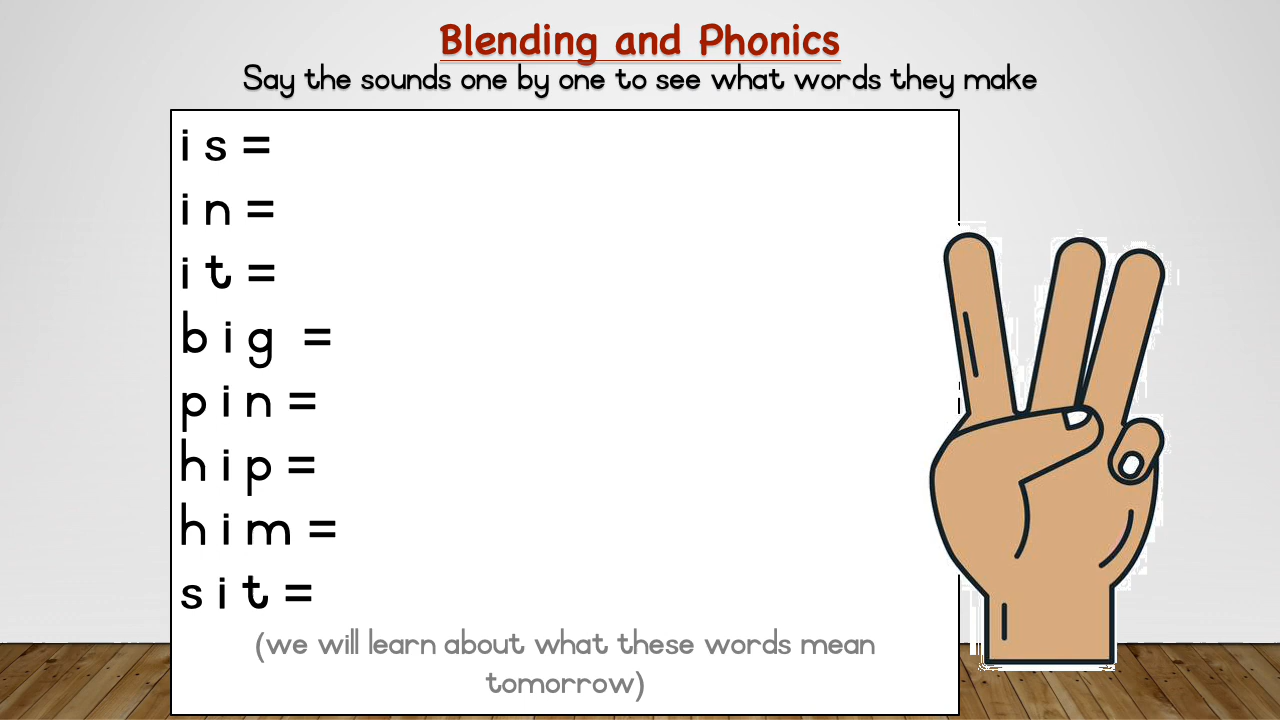 Blending and Phonics
Say the sounds one by one to see what words they make
i s =
i n =
i t =
b i g =
p i n =
h i p =
h i m =
s i t =
(we will learn about what these words mean
tomorrow)